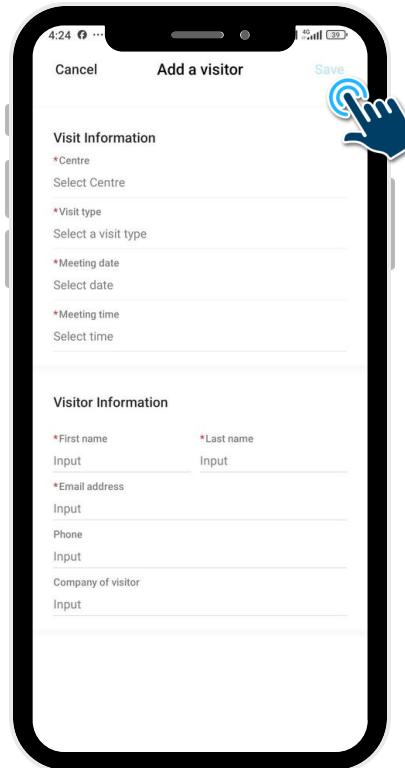 4:24 ... 4G 39
Cancel Add a visitor Save
Visit Information
*Centre
Select Centre
*Visit type
Select a visit type
*Meeting date
Select date
*Meeting time
Select time
Visitor Information
*First name *Last name
Input Input
*Email address
Input
Phone
Input
Company of visitor
Input